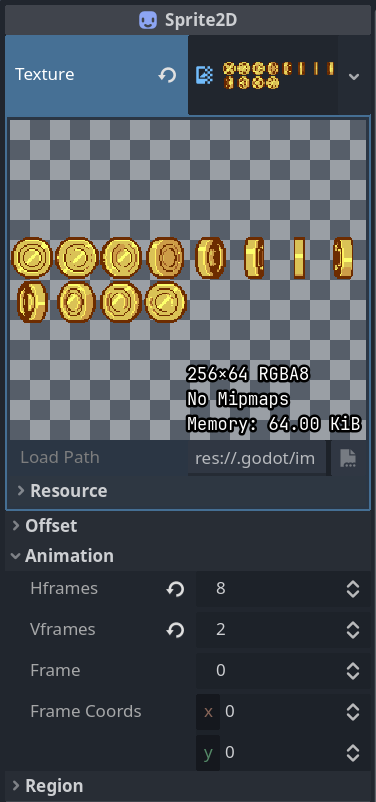 Sprite2D
Texture
256×64 RGBA8
No Mipmaps
Memory: 64.00 KiB
Load Path res://.godot/im
Resource
Offset
Animation
Hframes 8
Vframes 2
Frame 0
Frame Coords x 0
y 0
Region